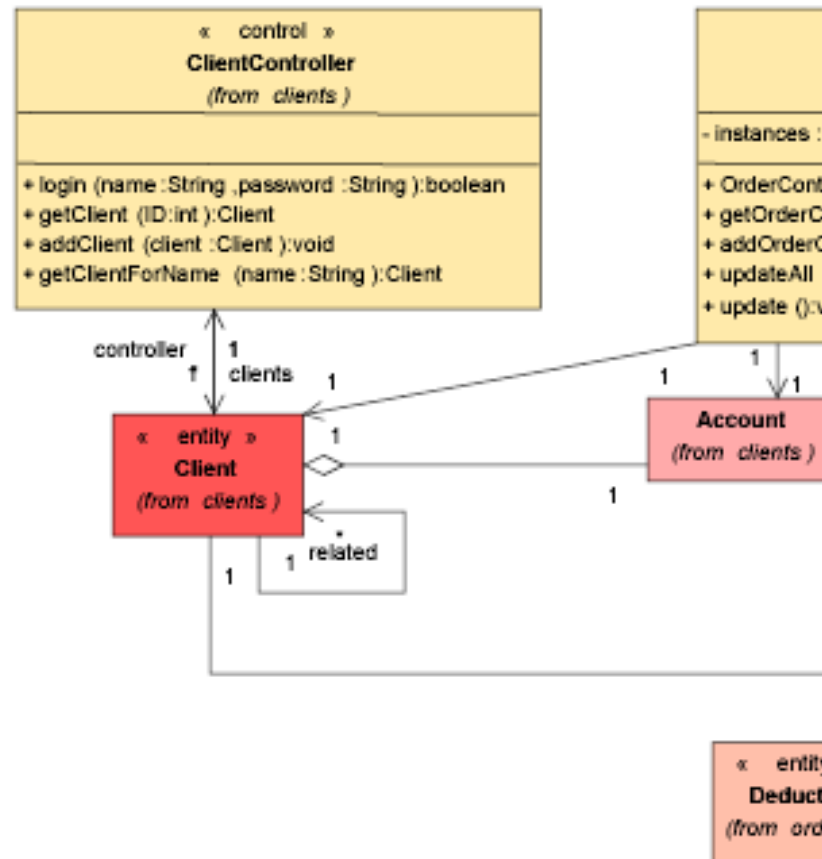 « control »
ClientController
(from clients )
+ login (name :String ,password :String ):boolean
+ getClient (ID:int ):Client
+ addClient (client :Client ):void
+ getClientForName (name :String ):Client
- instances :
+ OrderCont
+ getOrderC
+ addOrderC
+ updateAll
+ update ():v
controller
1
1
clients
1
1
1
1
« entity »
Client
(from clients )
1
1
Account
(from clients )
*
related
1
1
« entity
Deduct
(from ord